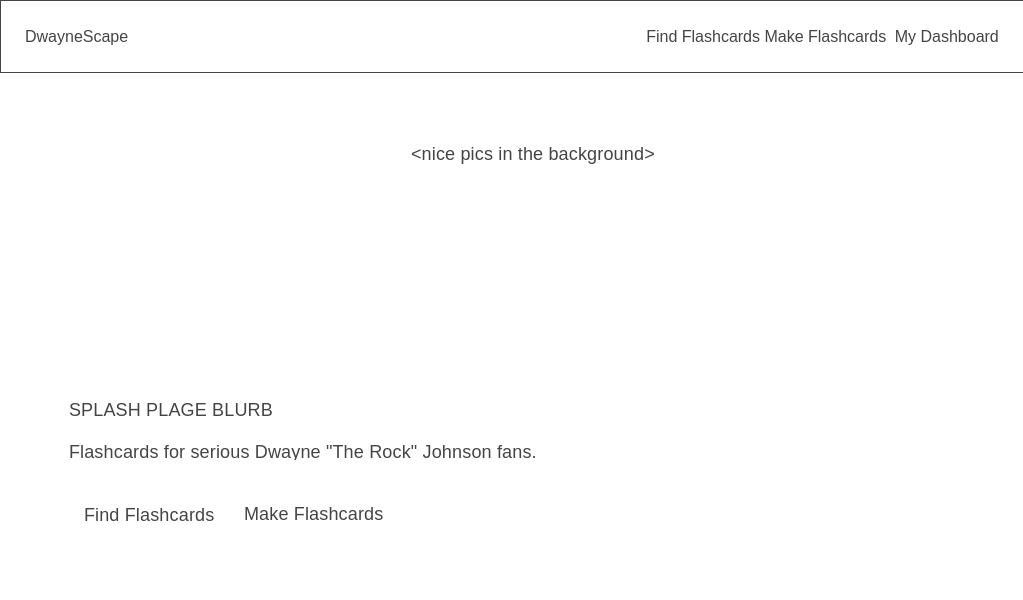 DwayneScape
Find Flashcards Make Flashcards My Dashboard
<nice pics in the background>
SPLASH PLAGE BLURB
Flashcards for serious Dwayne "The Rock" Johnson fans.
Find Flashcards
Make Flashcards